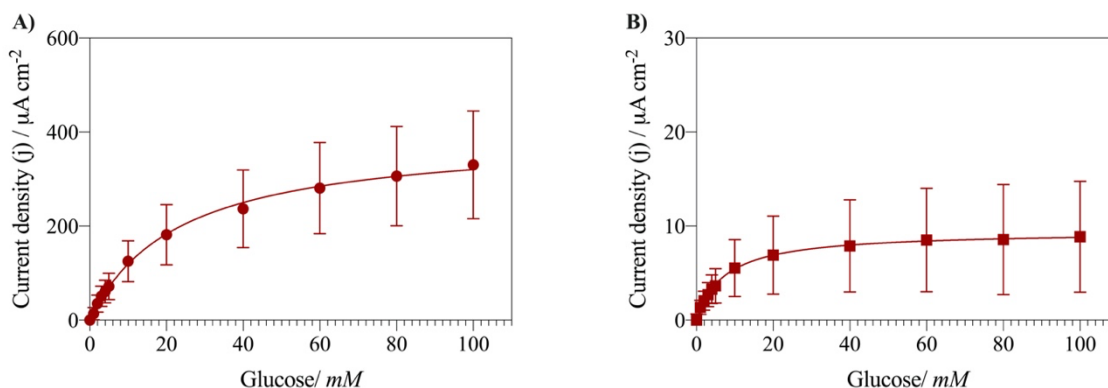 A)
Current density (j) / µA cm⁻²
600
400
200
0
0 20 40 60 80 100
Glucose/ mM
B)
Current density (j) / µA cm⁻²
30
20
10
0
0 20 40 60 80 100
Glucose/ mM